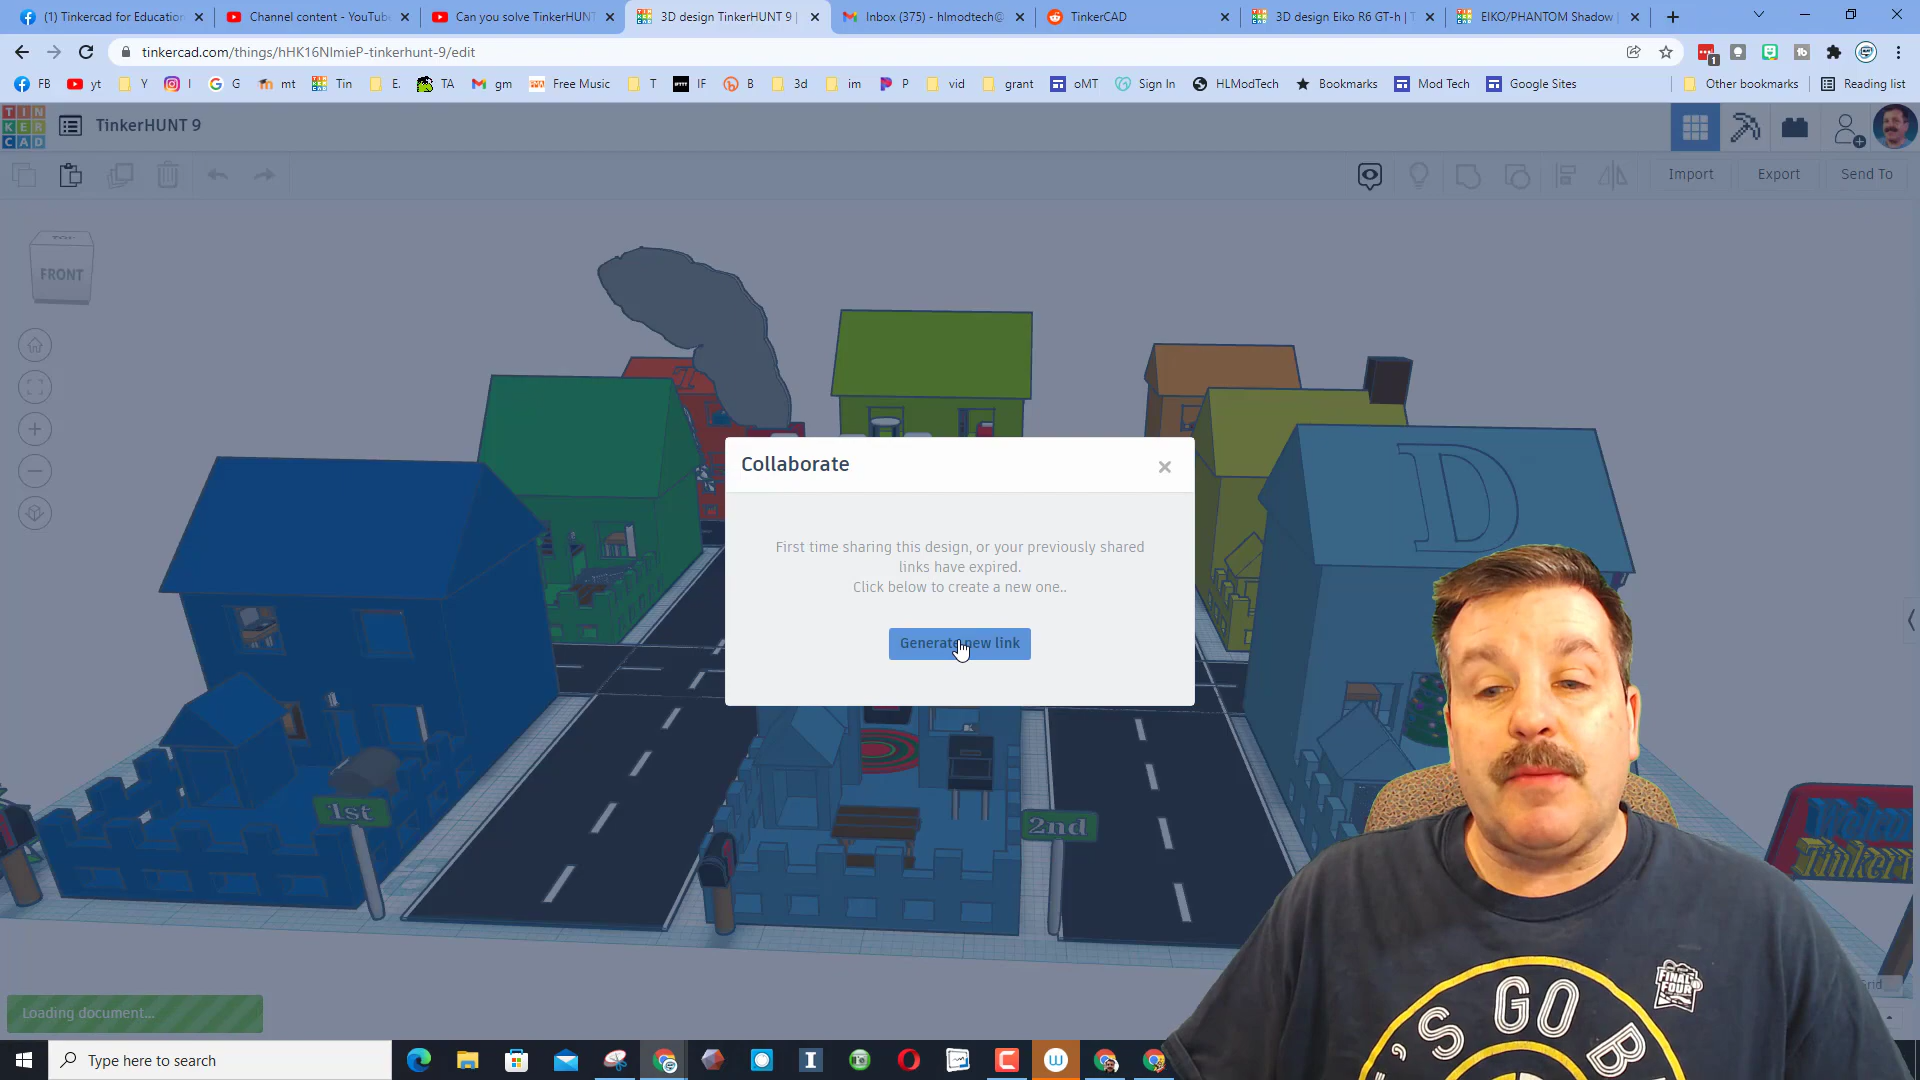 (1) Tinkercad for Education
Channel content - YouTube
Can you solve TinkerHUNT
3D design TinkerHUNT 9 |
Inbox (375) - hlmodtech@
TinkerCAD
3D design Eiko R6 GT-h | T
EIKO/PHANTOM Shadow
tinkercad.com/things/hHK16NlmieP-tinkerhunt-9/edit
1
FB
yt
Y
I
G
mt
Tin
E.
TA
gm
Free Music
T
IF
B
3d
im
P
vid
grant
oMT
Sign In
HLModTech
Bookmarks
Mod Tech
Google Sites
Other bookmarks
Reading list
TIN
KER
CAD
TinkerHUNT 9
Import
Export
Send To
FRONT
D
Collaborate
First time sharing this design, or your previously shared
links have expired.
Click below to create a new one..
Generate new link
1st
2nd
Welco
Tinker
FINAL
FOUR
'S GO B
Loading document...
Type here to search